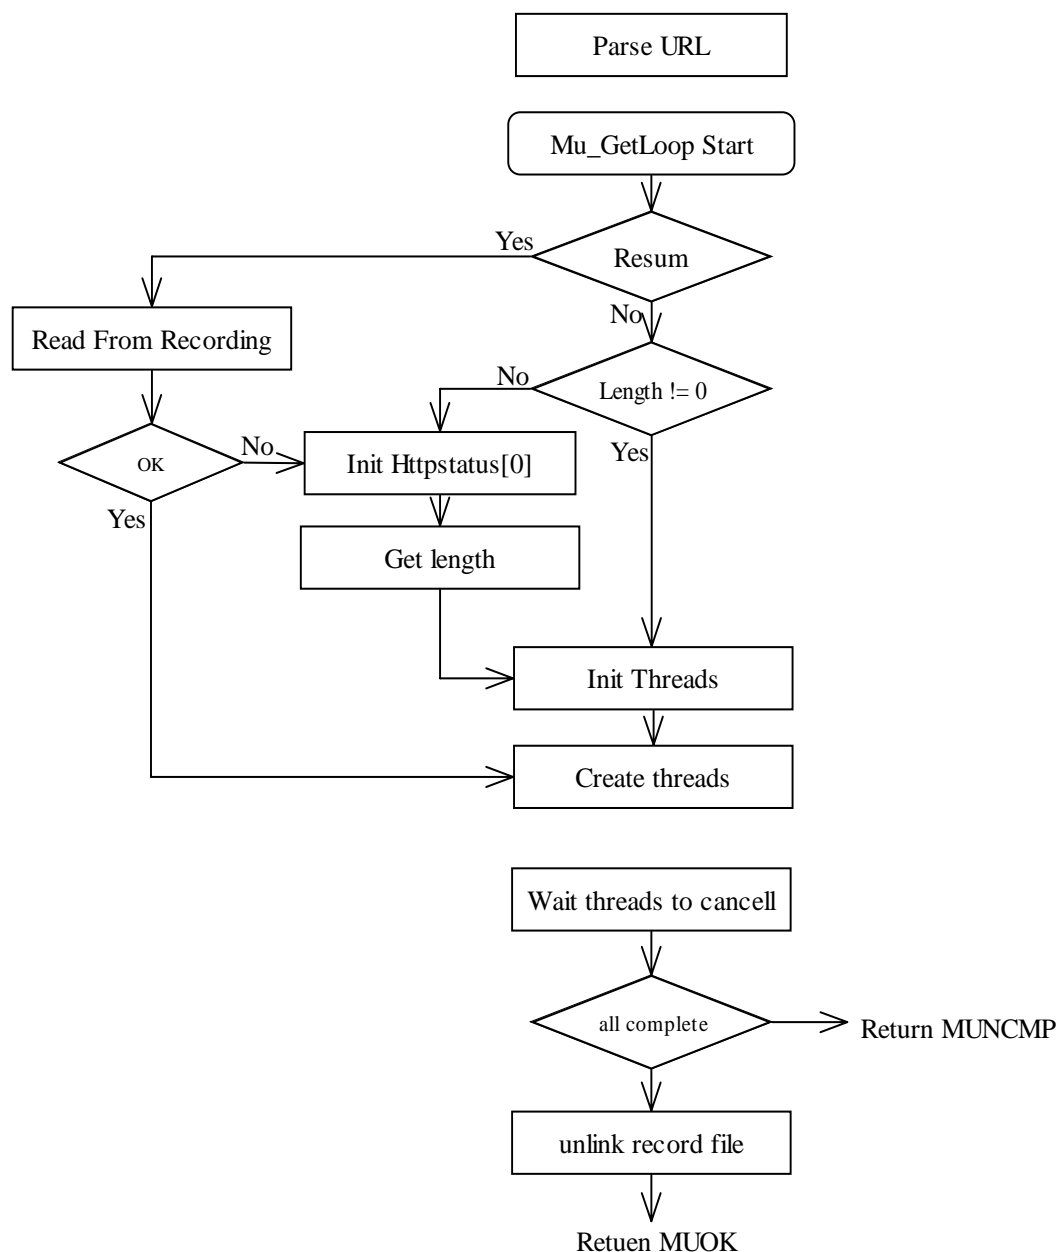 Parse URL
Mu_GetLoop Start
Yes
Resum
No
Read From Recording
No
Length != 0
OK
No
Init Httpstatus[0]
Yes
Yes
Get length
Init Threads
Create threads
Wait threads to cancell
all complete
Return MUNCMP
unlink record file
Retuen MUOK